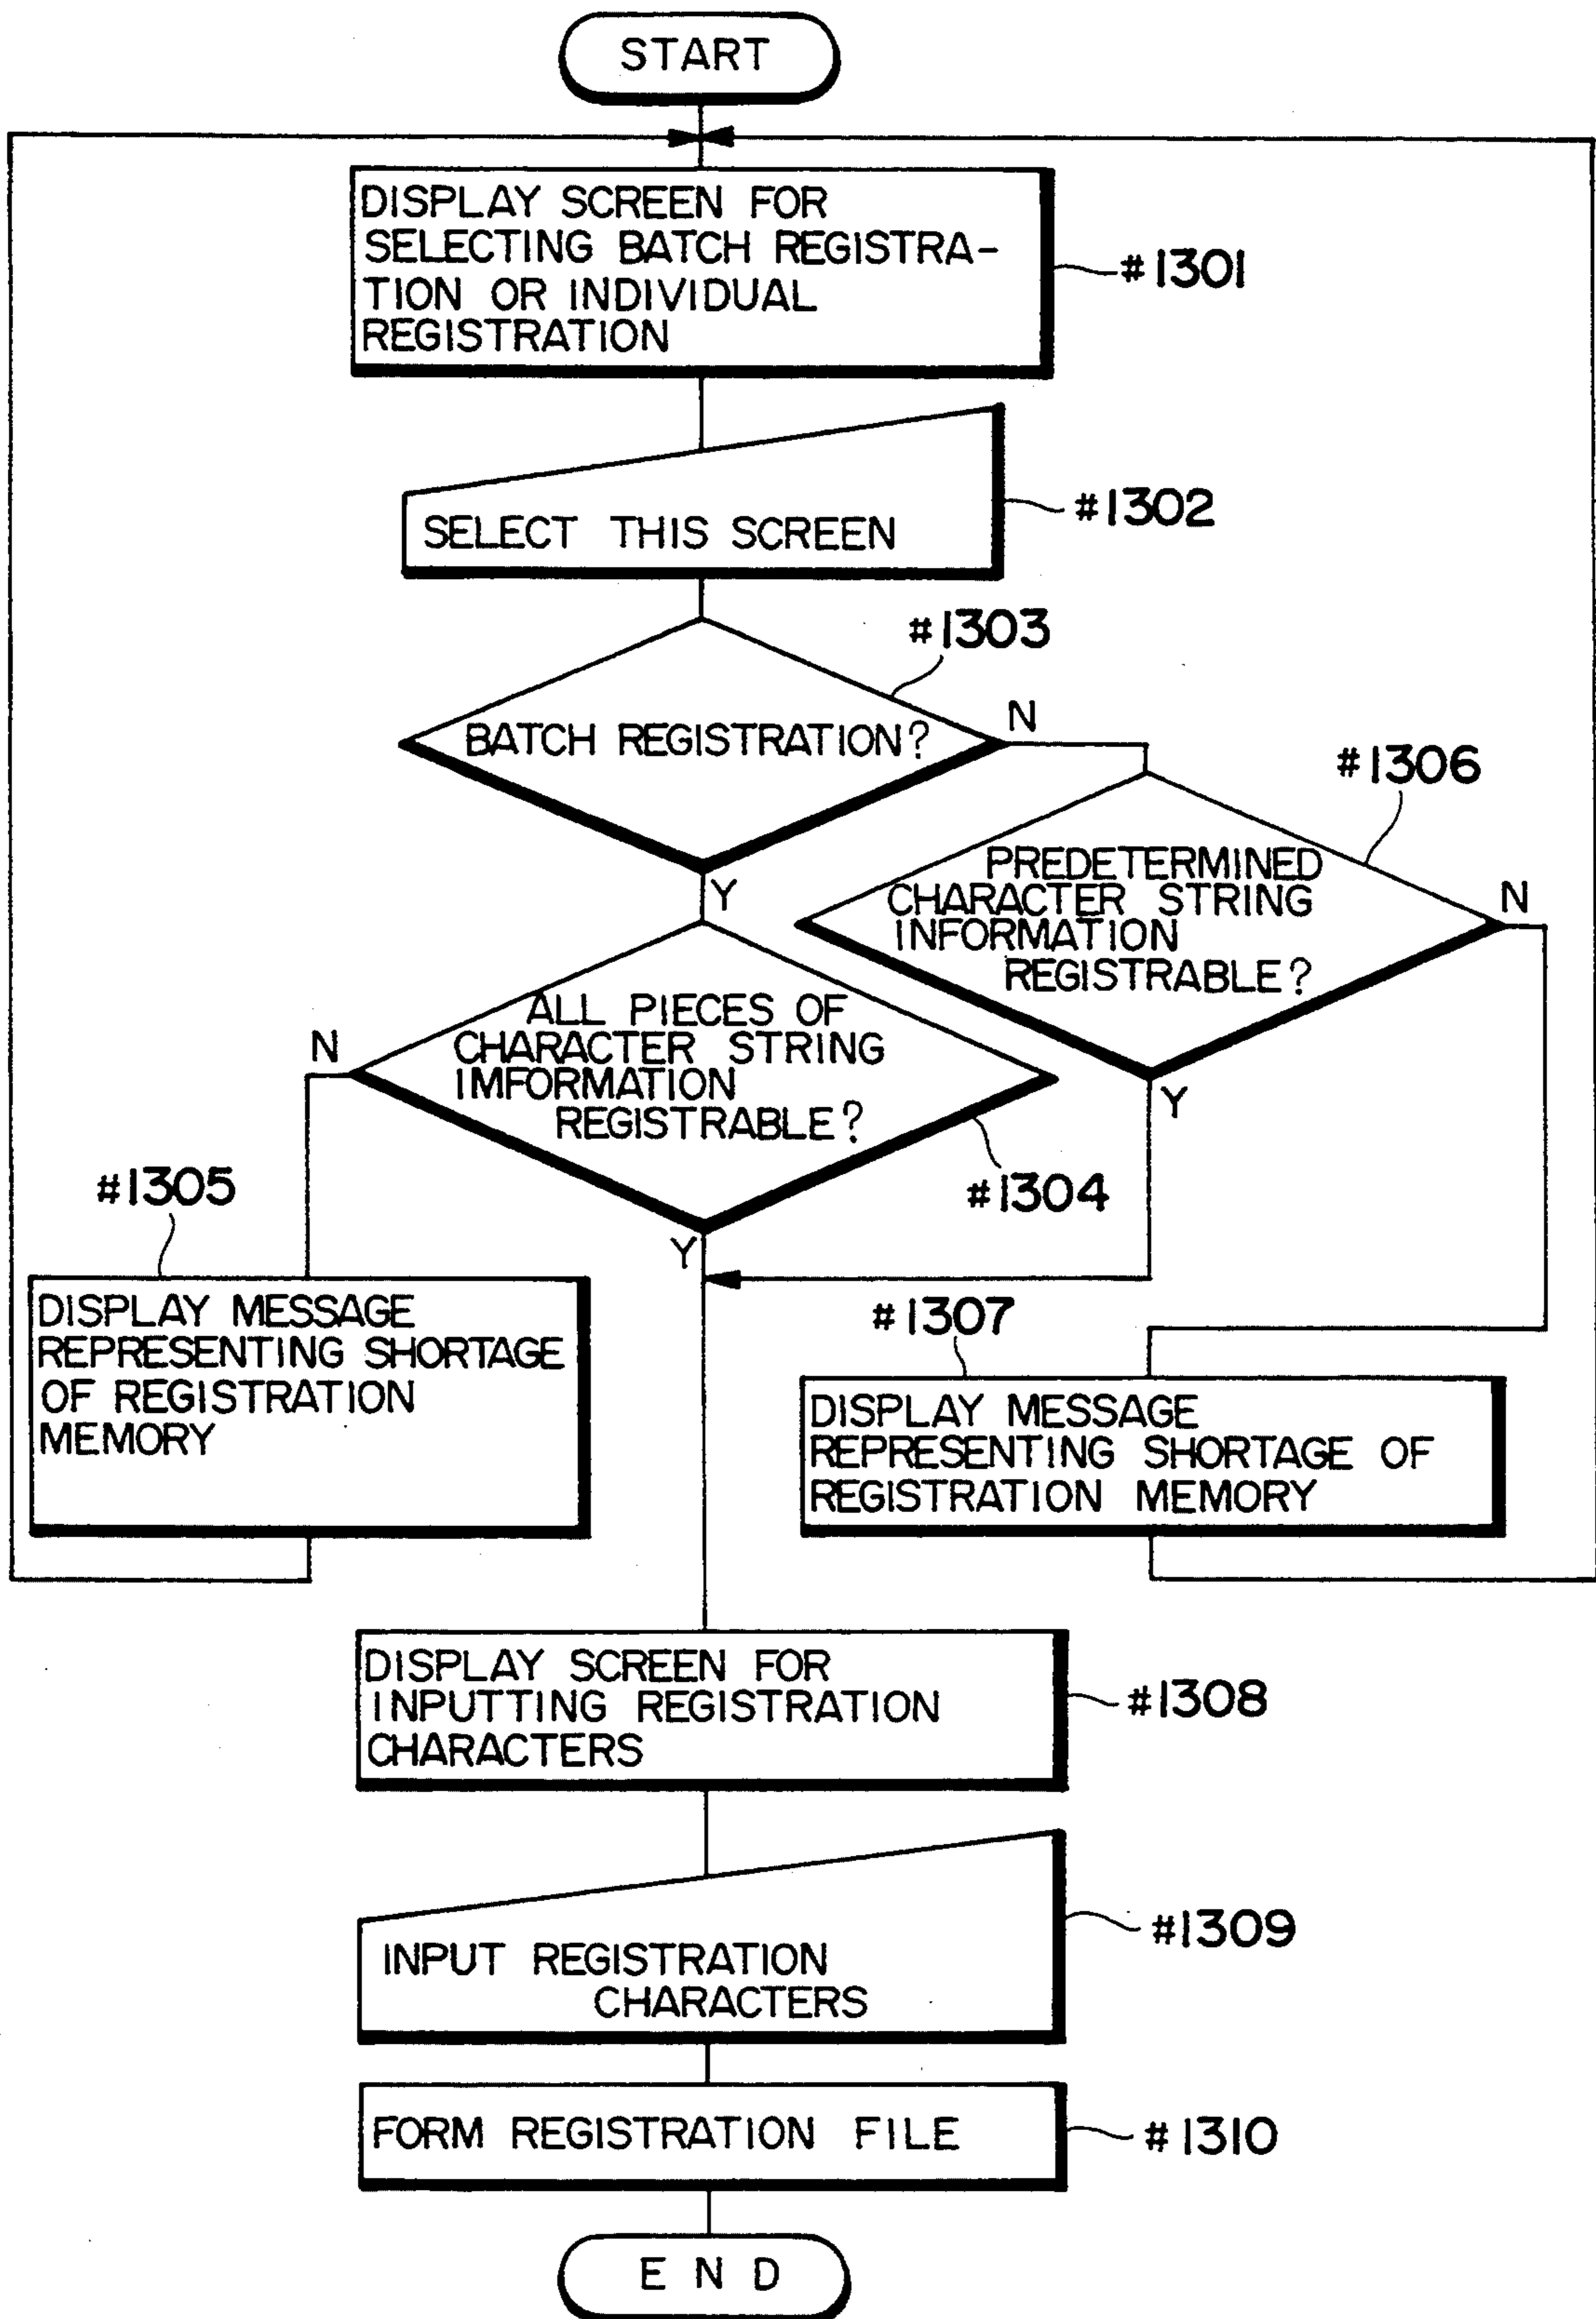 START
DISPLAY SCREEN FOR
SELECTING BATCH REGISTRA-
TION OR INDIVIDUAL
REGISTRATION
#1301
SELECT THIS SCREEN
#1302
#1303
BATCH REGISTRATION?
N
Y
#1306
PREDETERMINED
CHARACTER STRING
INFORMATION
REGISTRABLE?
N
Y
ALL PIECES OF
CHARACTER STRING
IMFORMATION
REGISTRABLE?
N
#1304
Y
#1305
DISPLAY MESSAGE
REPRESENTING SHORTAGE
OF REGISTRATION
MEMORY
#1307
DISPLAY MESSAGE
REPRESENTING SHORTAGE OF
REGISTRATION MEMORY
DISPLAY SCREEN FOR
INPUTTING REGISTRATION
CHARACTERS
#1308
INPUT REGISTRATION
CHARACTERS
#1309
FORM REGISTRATION FILE
#1310
END